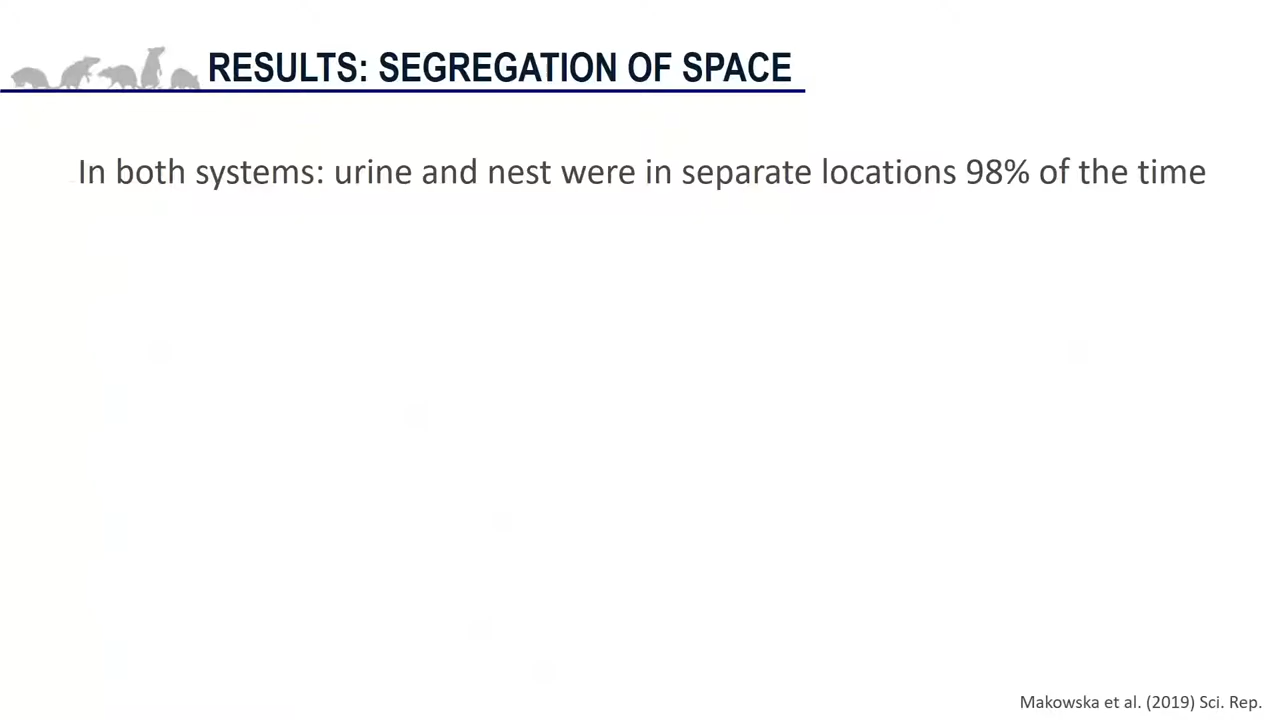 RESULTS: SEGREGATION OF SPACE
In both systems: urine and nest were in separate locations 98% of the time
Makowska et al. (2019) Sci. Rep.